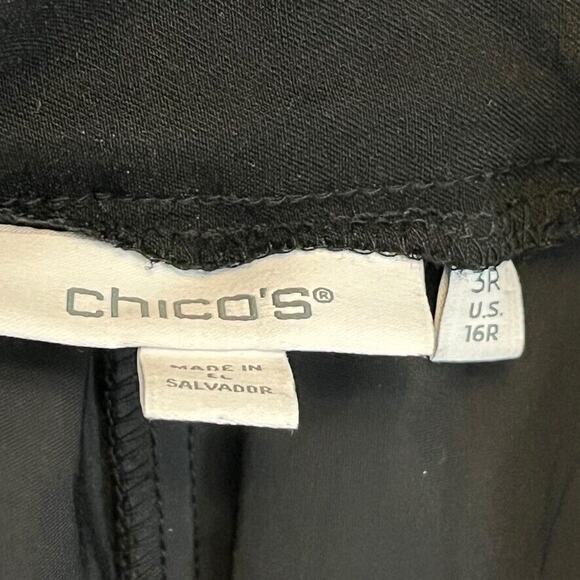 chico's®
3R
U.S.
16R
MADE IN
EL
SALVADOR